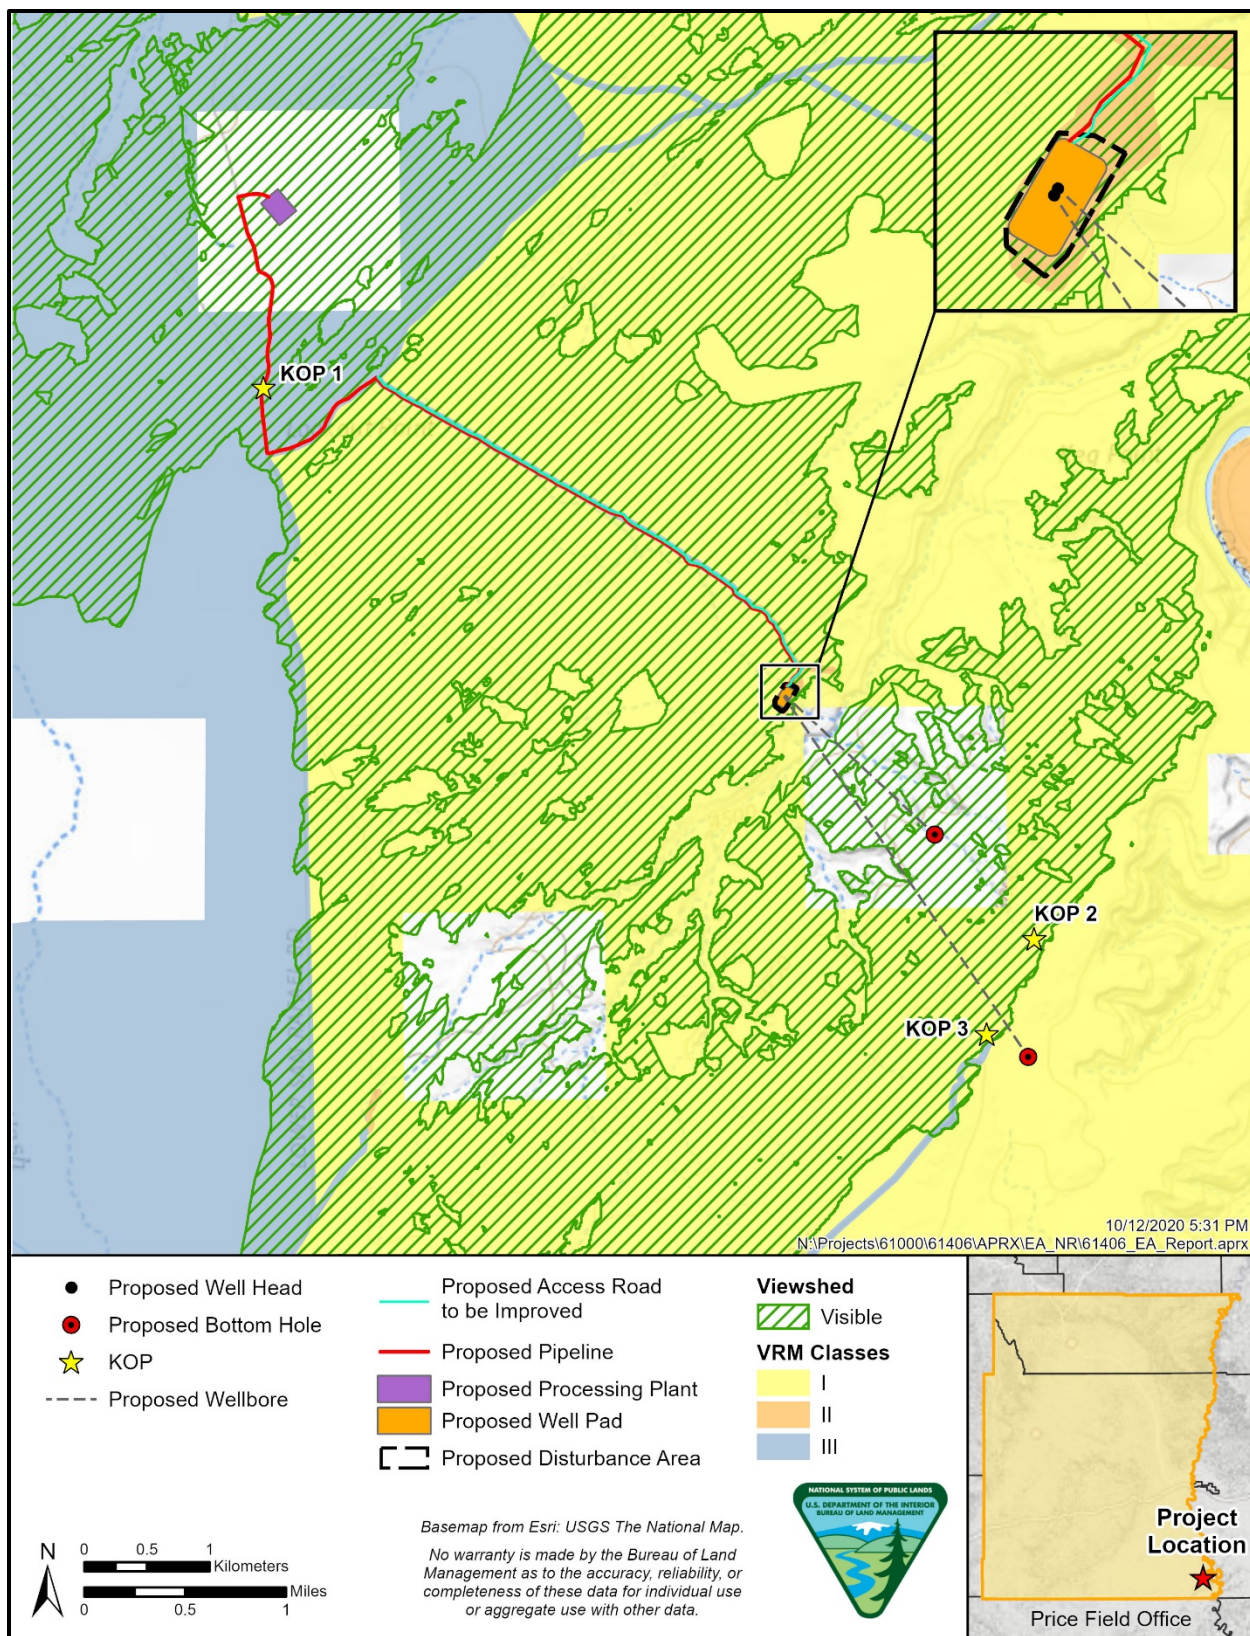 KOP 1
KOP 2
KOP 3
10/12/2020 5:31 PM
N:\Projects\61000\61406\APRX\EA_NR\61406_EA_Report.aprx
Proposed Well Head
Proposed Bottom Hole
KOP
Proposed Wellbore
Proposed Access Road
to be Improved
Proposed Pipeline
Proposed Processing Plant
Proposed Well Pad
Proposed Disturbance Area
Viewshed
Visible
VRM Classes
I
II
III
N
0 0.5 1
Kilometers
Miles
0 0.5 1
Basemap from Esri: USGS The National Map.
No warranty is made by the Bureau of Land
Management as to the accuracy, reliability, or
completeness of these data for individual use
or aggregate use with other data.
NATIONAL SYSTEM OF PUBLIC LANDS
U.S. DEPARTMENT OF THE INTERIOR
BUREAU OF LAND MANAGEMENT
Project
Location
Price Field Office